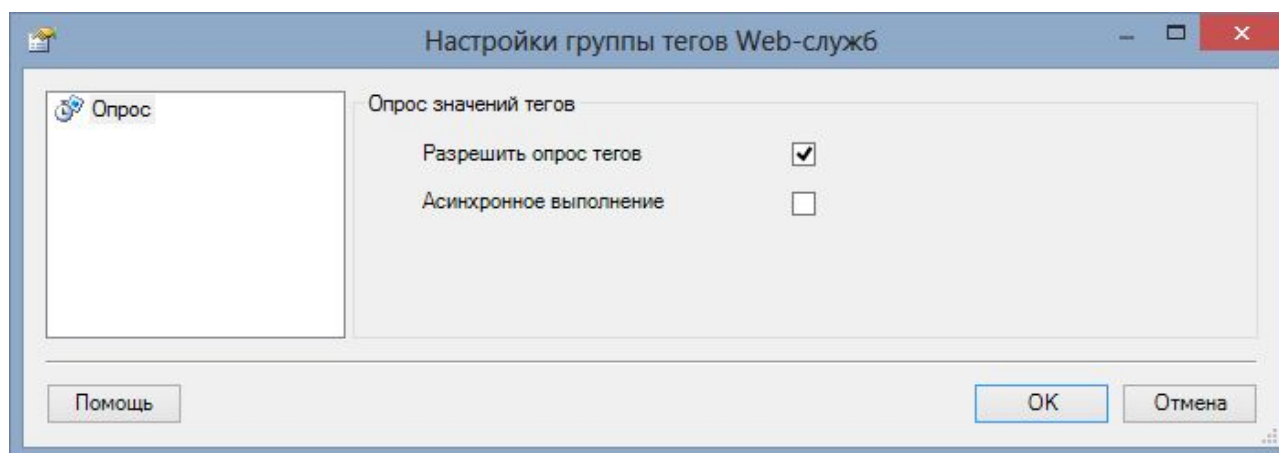 Настройки группы тегов Web-служб
Опрос
Опрос значений тегов
Разрешить опрос тегов
Асинхронное выполнение
Помощь
OK
Отмена